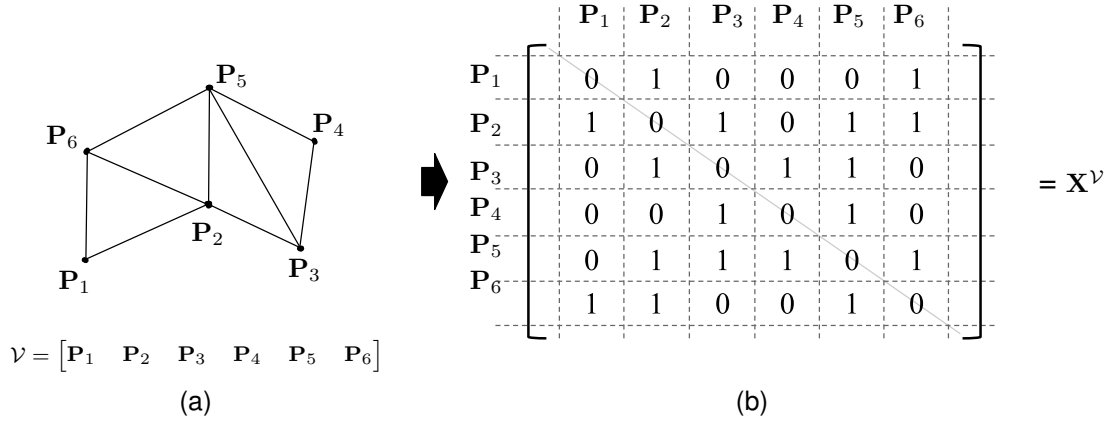 P₅
P₄
P₆
P₂
P₃
P₁
𝒱 = [P₁ P₂ P₃ P₄ P₅ P₆]
(a)
P₁ P₂ P₃ P₄ P₅ P₆
P₁ 0 1 0 0 0 1
P₂ 1 0 1 0 1 1
P₃ 0 1 0 1 1 0
P₄ 0 0 1 0 1 0
P₅ 0 1 1 1 0 1
P₆ 1 1 0 0 1 0
= X^𝒱
(b)